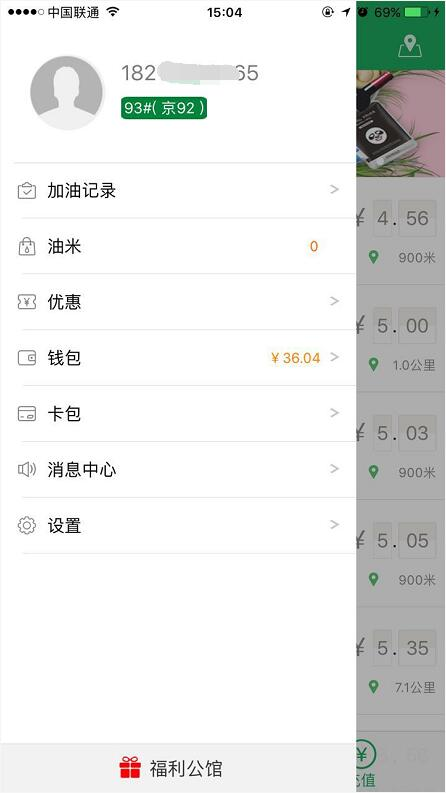 中国联通 15:04 69%
182 65
93#( 京92 )
加油记录
油米 0
优惠
钱包 ¥36.04
卡包
消息中心
设置
福利公馆
¥ 4.56
900米
¥ 5.00
1.0公里
¥ 5.03
900米
¥ 5.05
900米
¥ 5.35
7.1公里
¥
充值